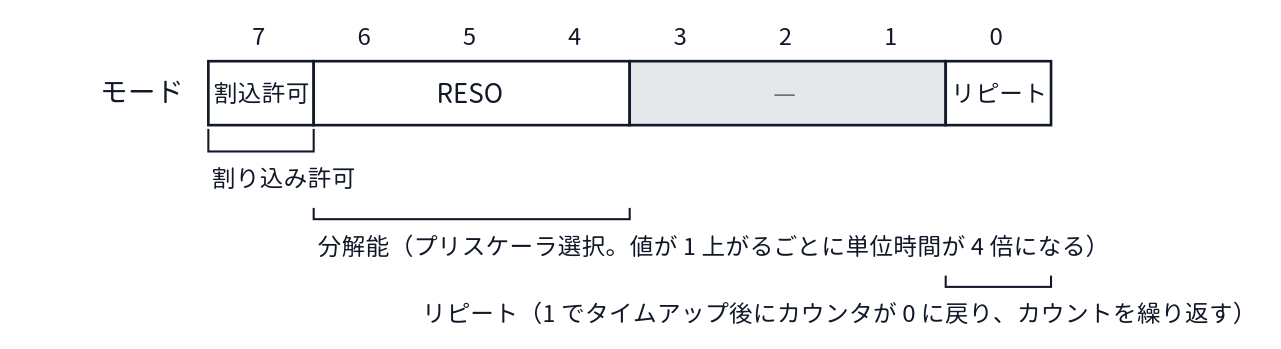 7 6 5 4 3 2 1 0
モード 割込許可 RESO — リピート
割り込み許可
分解能（プリスケーラ選択。値が 1 上がるごとに単位時間が 4 倍になる）
リピート（1 でタイムアップ後にカウンタが 0 に戻り、カウントを繰り返す）